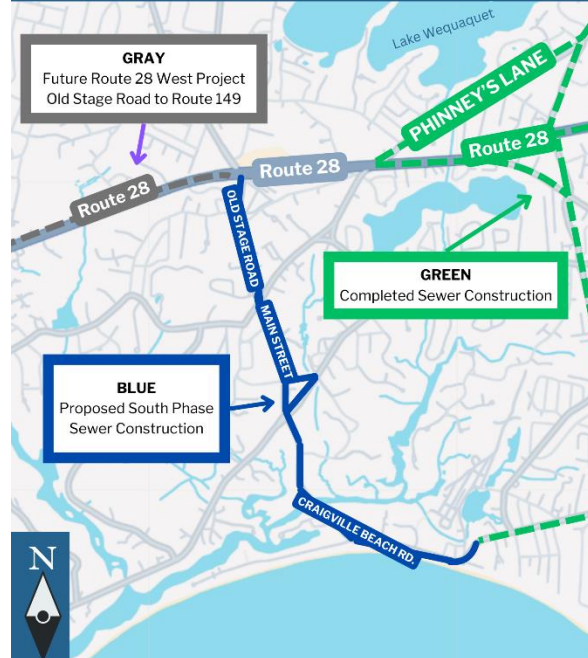 Lake Wequaquet
GRAY
Future Route 28 West Project
Old Stage Road to Route 149
PHINNEY'S LANE
Route 28
Route 28
Route 28
OLD STAGE ROAD
GREEN
Completed Sewer Construction
MAIN STREET
BLUE
Proposed South Phase
Sewer Construction
CRAIGVILLE BEACH RD.
N